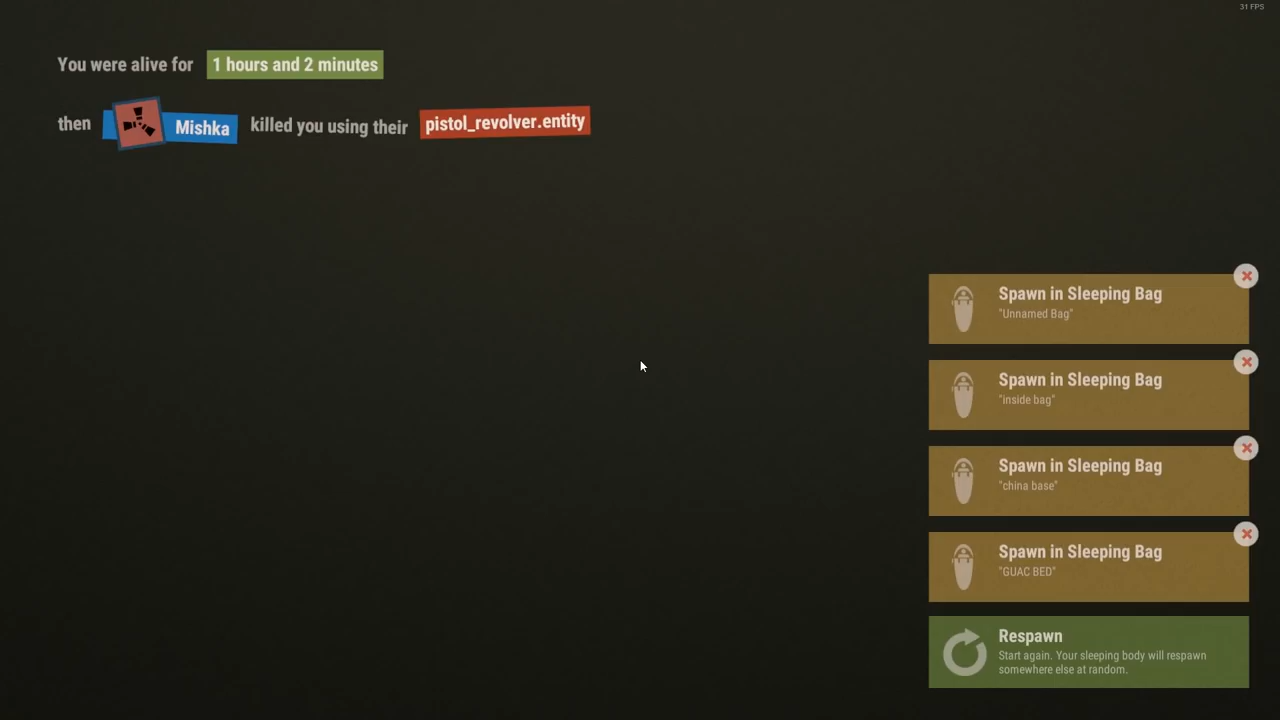 31 FPS
You were alive for 1 hours and 2 minutes
then Mishka killed you using their pistol_revolver.entity
Spawn in Sleeping Bag
"Unnamed Bag"
Spawn in Sleeping Bag
"inside bag"
Spawn in Sleeping Bag
"china base"
Spawn in Sleeping Bag
"GUAC BED"
Respawn
Start again. Your sleeping body will respawn
somewhere else at random.